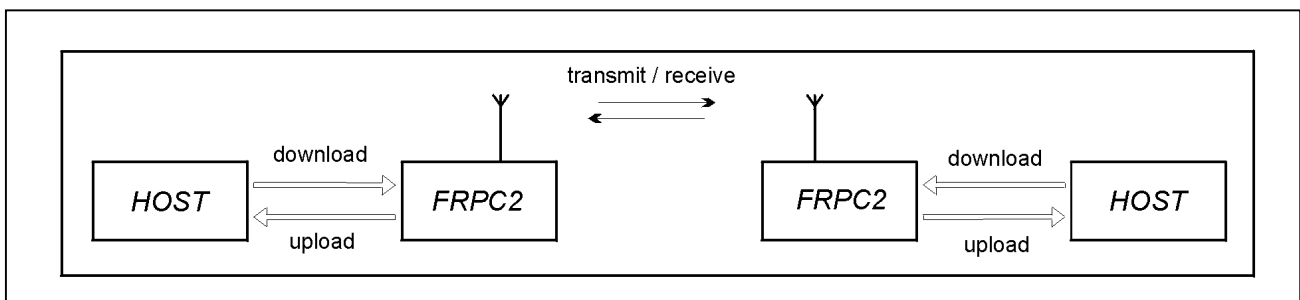 transmit / receive
download
download
HOST
FRPC2
FRPC2
HOST
upload
upload